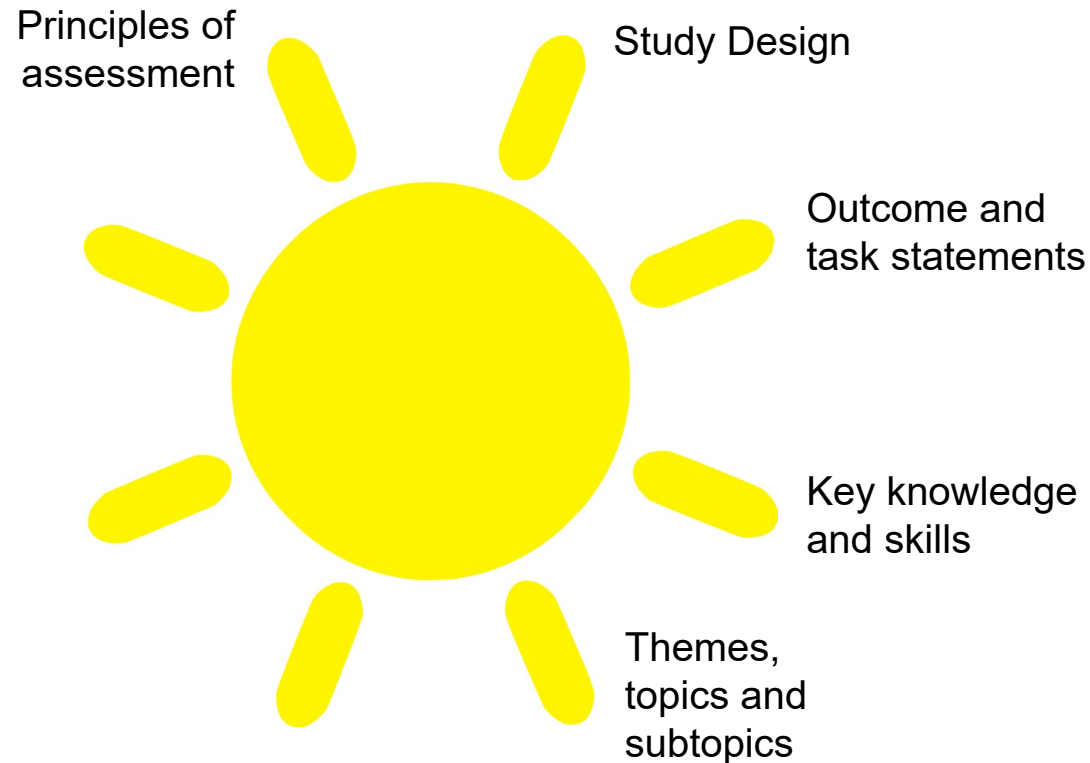 Principles of
assessment
Study Design
Outcome and
task statements
Key knowledge
and skills
Themes,
topics and
subtopics